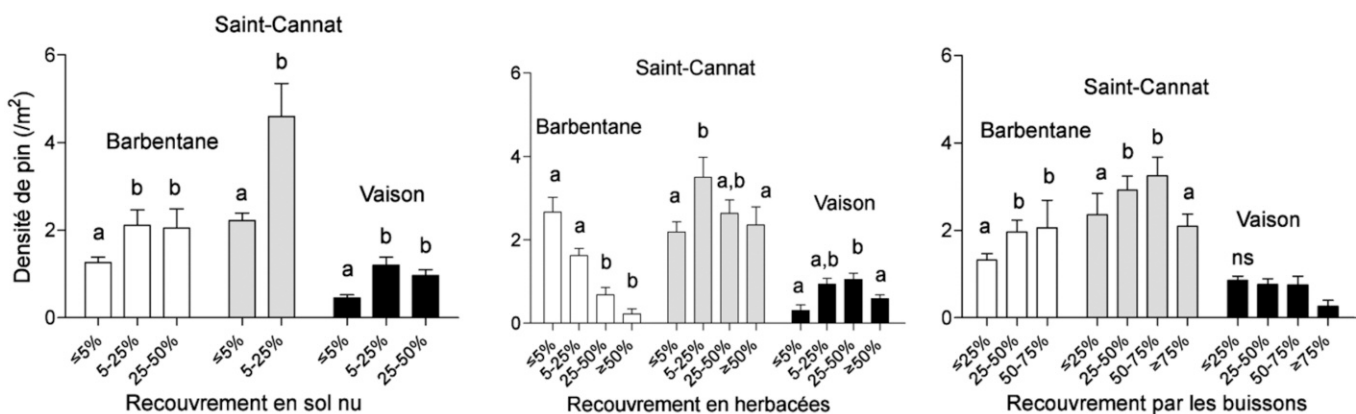 Saint-Cannat
6
b
4
Barbentane
b
b
a
Vaison
2
a
b
b
a
0
Densité de pin (/m²)
≤5%
5-25%
25-50%
≤5%
5-25%
≤5%
5-25%
25-50%
Recouvrement en sol nu
6
Saint-Cannat
Barbentane
b
4
a
a,b
a
a
Vaison
a
2
b
a,b
b
b
a
a
0
≤5%
5-25%
25-50%
≥50%
≤5%
5-25%
25-50%
≥50%
≤5%
5-25%
25-50%
≥50%
Recouvrement en herbacées
6
Saint-Cannat
Barbentane
4
b
b
b
a
b
a
a
Vaison
2
ns
0
≤25%
25-50%
50-75%
≤25%
25-50%
50-75%
≥75%
≤25%
25-50%
50-75%
≥75%
Recouvrement par les buissons